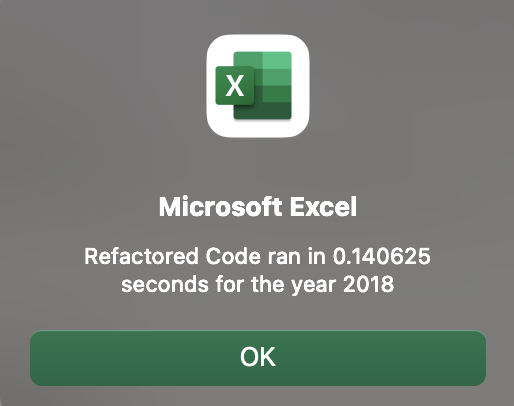 X
Microsoft Excel
Refactored Code ran in 0.140625
seconds for the year 2018
OK